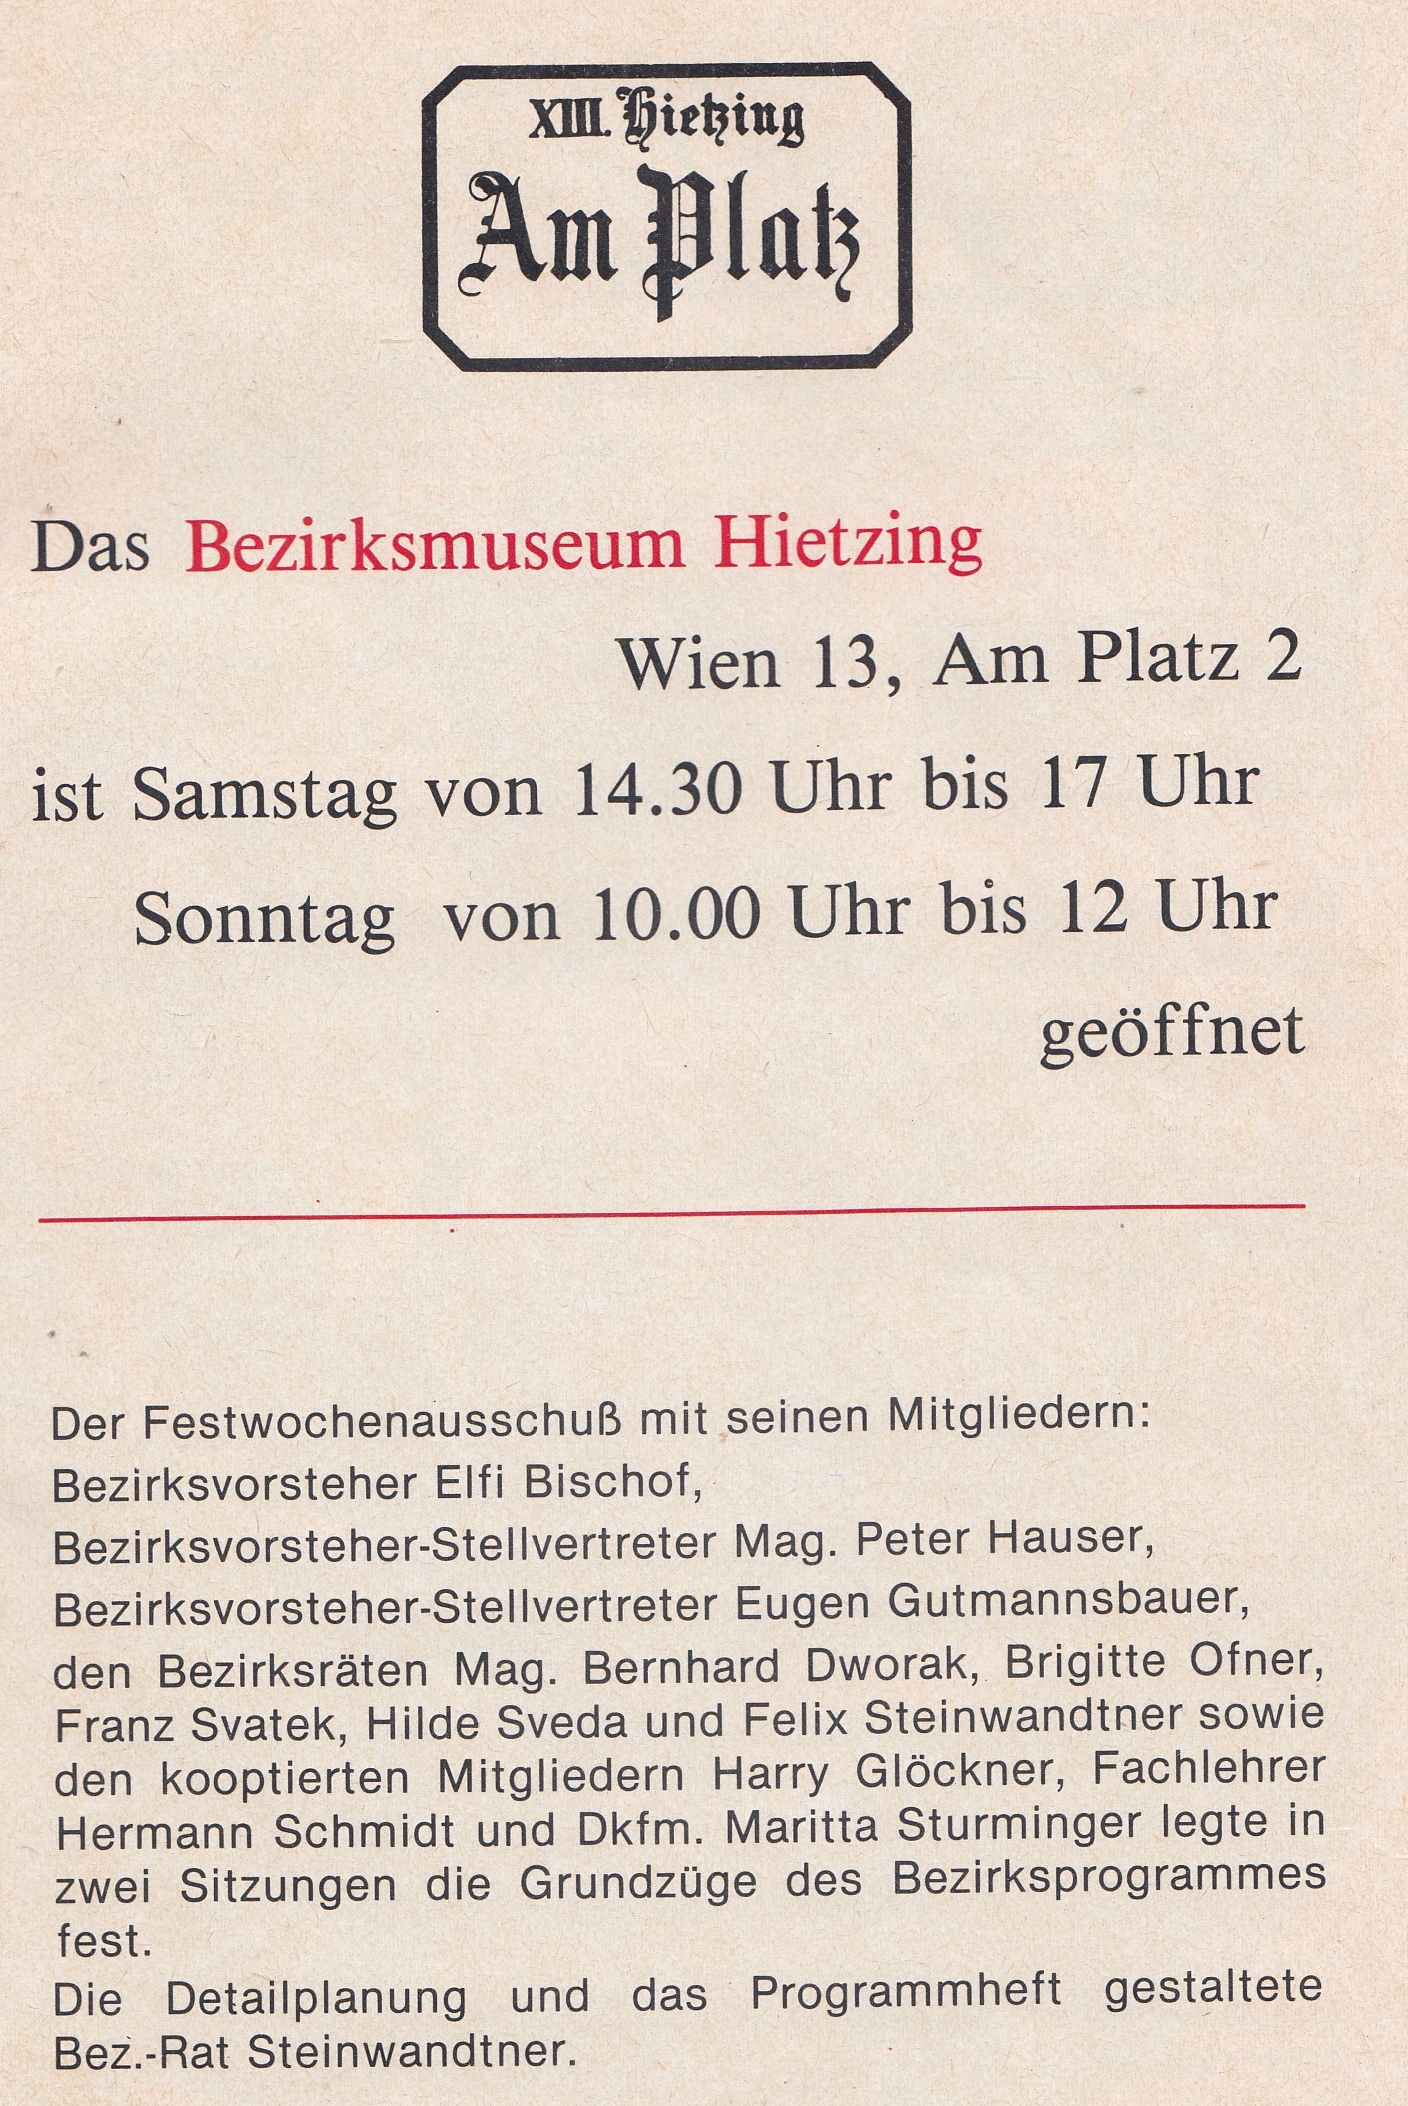 XIII. Hietzing
Am Platz
Das Bezirksmuseum Hietzing
Wien 13, Am Platz 2
ist Samstag von 14.30 Uhr bis 17 Uhr
Sonntag von 10.00 Uhr bis 12 Uhr
geöffnet
Der Festwochenausschuß mit seinen Mitgliedern:
Bezirksvorsteher Elfi Bischof,
Bezirksvorsteher-Stellvertreter Mag. Peter Hauser,
Bezirksvorsteher-Stellvertreter Eugen Gutmannsbauer,
den Bezirksräten Mag. Bernhard Dworak, Brigitte Ofner,
Franz Svatek, Hilde Sveda und Felix Steinwandtner sowie
den kooptierten Mitgliedern Harry Glöckner, Fachlehrer
Hermann Schmidt und Dkfm. Maritta Sturminger legte in
zwei Sitzungen die Grundzüge des Bezirksprogrammes
fest.
Die Detailplanung und das Programmheft gestaltete
Bez.-Rat Steinwandtner.